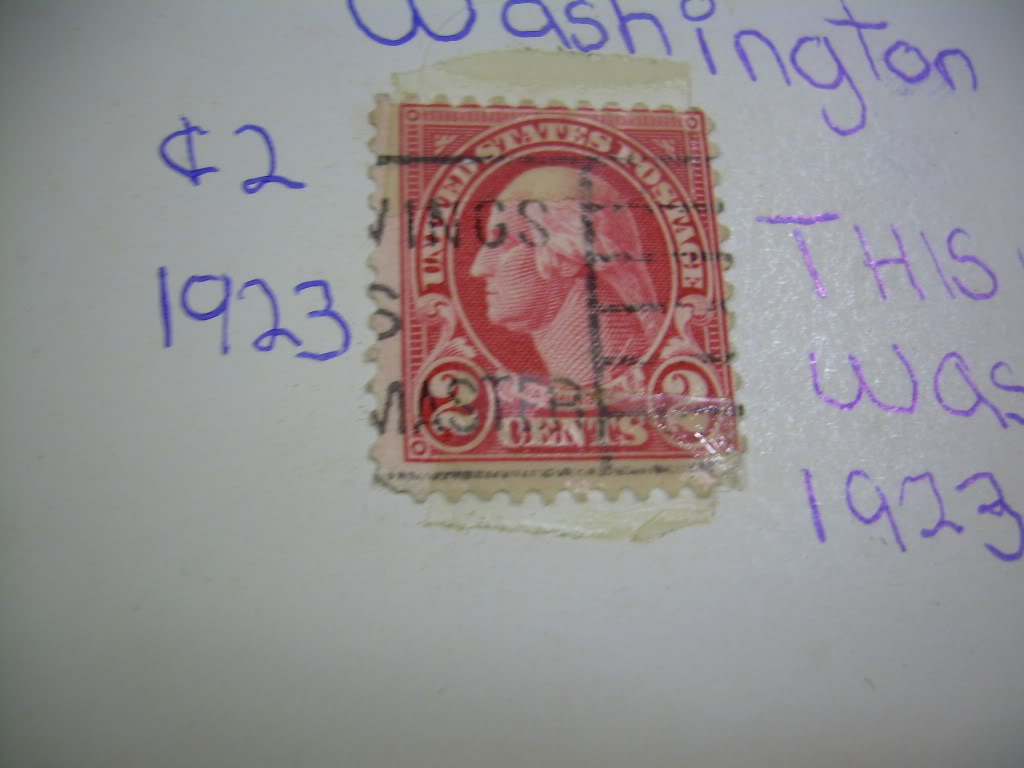 Washington
¢2
1923
UNITED STATES POSTAGE
2 CENTS 2
THIS
was
1923